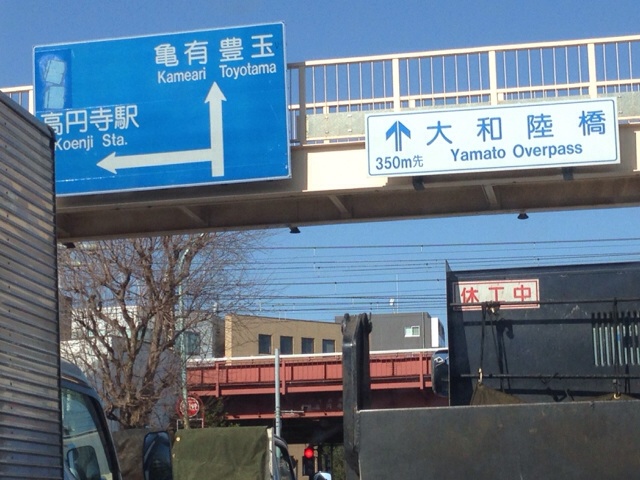 亀有 豊玉
Kameari Toyotama
高円寺駅
Koenji Sta.
大和陸橋
350m先
Yamato Overpass
休工中